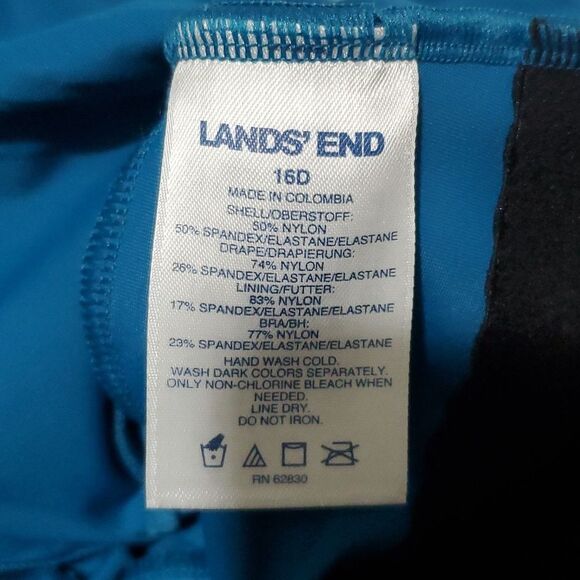 LANDS' END
16D
MADE IN COLOMBIA
SHELL/OBERSTOFF:
50% NYLON
50% SPANDEX/ELASTANE/ELASTANE
DRAPE/DRAPIERUNG:
74% NYLON
26% SPANDEX/ELASTANE/ELASTANE
LINING/FUTTER:
83% NYLON
17% SPANDEX/ELASTANE/ELASTANE
BRA/BH:
77% NYLON
23% SPANDEX/ELASTANE/ELASTANE
HAND WASH COLD.
WASH DARK COLORS SEPARATELY.
ONLY NON-CHLORINE BLEACH WHEN
NEEDED.
LINE DRY.
DO NOT IRON.
RN 62830